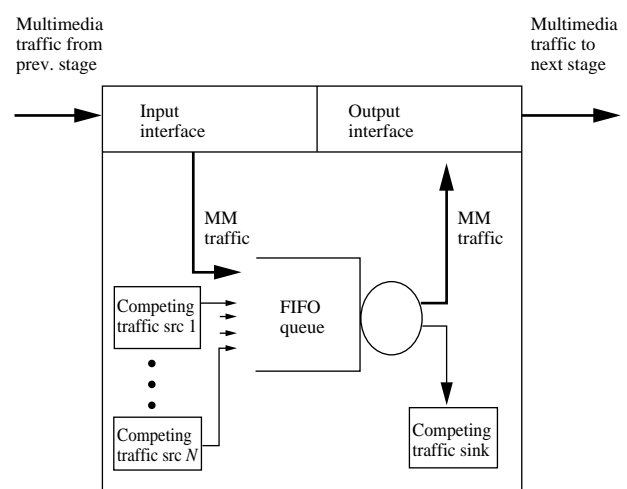 Multimedia
traffic from
prev. stage
Multimedia
traffic to
next stage
Input
interface
Output
interface
MM
traffic
MM
traffic
Competing
traffic src 1
FIFO
queue
Competing
traffic src N
Competing
traffic sink